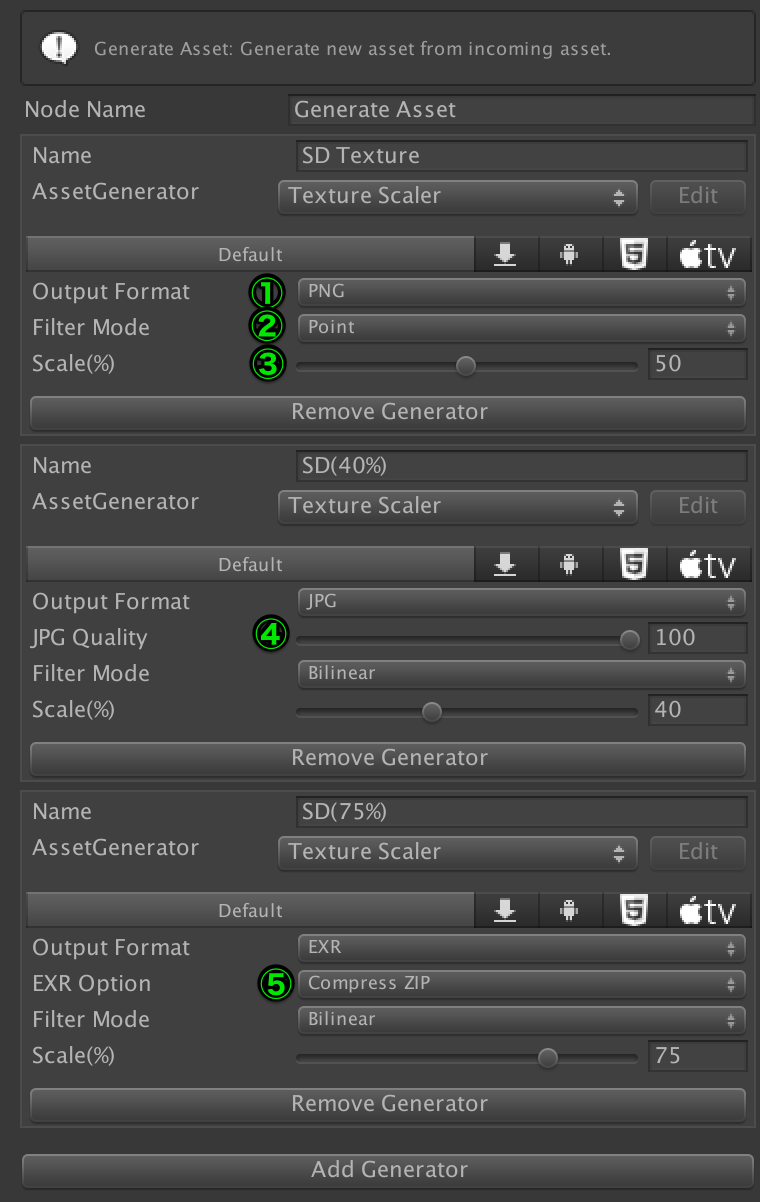 Generate Asset: Generate new asset from incoming asset.
Node Name Generate Asset
Name SD Texture
AssetGenerator Texture Scaler Edit
Default 5 tv
Output Format ① PNG
Filter Mode ② Point
Scale(%) ③ 50
Remove Generator
Name SD(40%)
AssetGenerator Texture Scaler Edit
Default 5 tv
Output Format JPG
JPG Quality ④ 100
Filter Mode Bilinear
Scale(%) 40
Remove Generator
Name SD(75%)
AssetGenerator Texture Scaler Edit
Default 5 tv
Output Format EXR
EXR Option ⑤ Compress ZIP
Filter Mode Bilinear
Scale(%) 75
Remove Generator
Add Generator